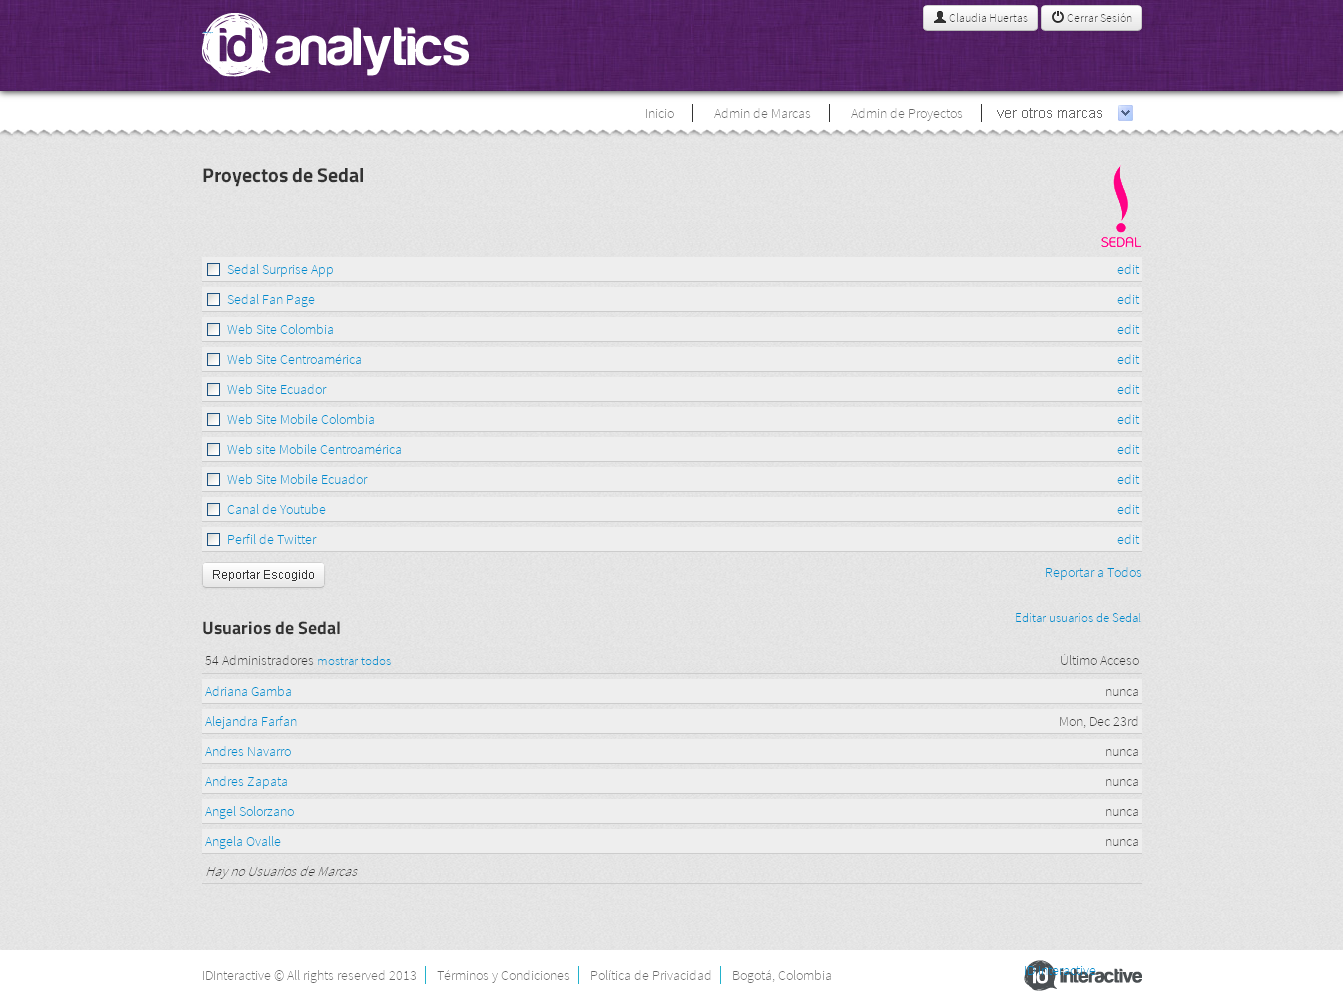 id analytics
Claudia Huertas
Cerrar Sesión
Inicio
Admin de Marcas
Admin de Proyectos
ver otros marcas
Proyectos de Sedal
SEDAL
Sedal Surprise App edit
Sedal Fan Page edit
Web Site Colombia edit
Web Site Centroamérica edit
Web Site Ecuador edit
Web Site Mobile Colombia edit
Web site Mobile Centroamérica edit
Web Site Mobile Ecuador edit
Canal de Youtube edit
Perfil de Twitter edit
Reportar Escogido
Reportar a Todos
Editar usuarios de Sedal
Usuarios de Sedal
54 Administradores mostrar todos Último Acceso
Adriana Gamba nunca
Alejandra Farfan Mon, Dec 23rd
Andres Navarro nunca
Andres Zapata nunca
Angel Solorzano nunca
Angela Ovalle nunca
Hay no Usuarios de Marcas
IDInteractive © All rights reserved 2013
Términos y Condiciones
Política de Privacidad
Bogotá, Colombia
id interactive